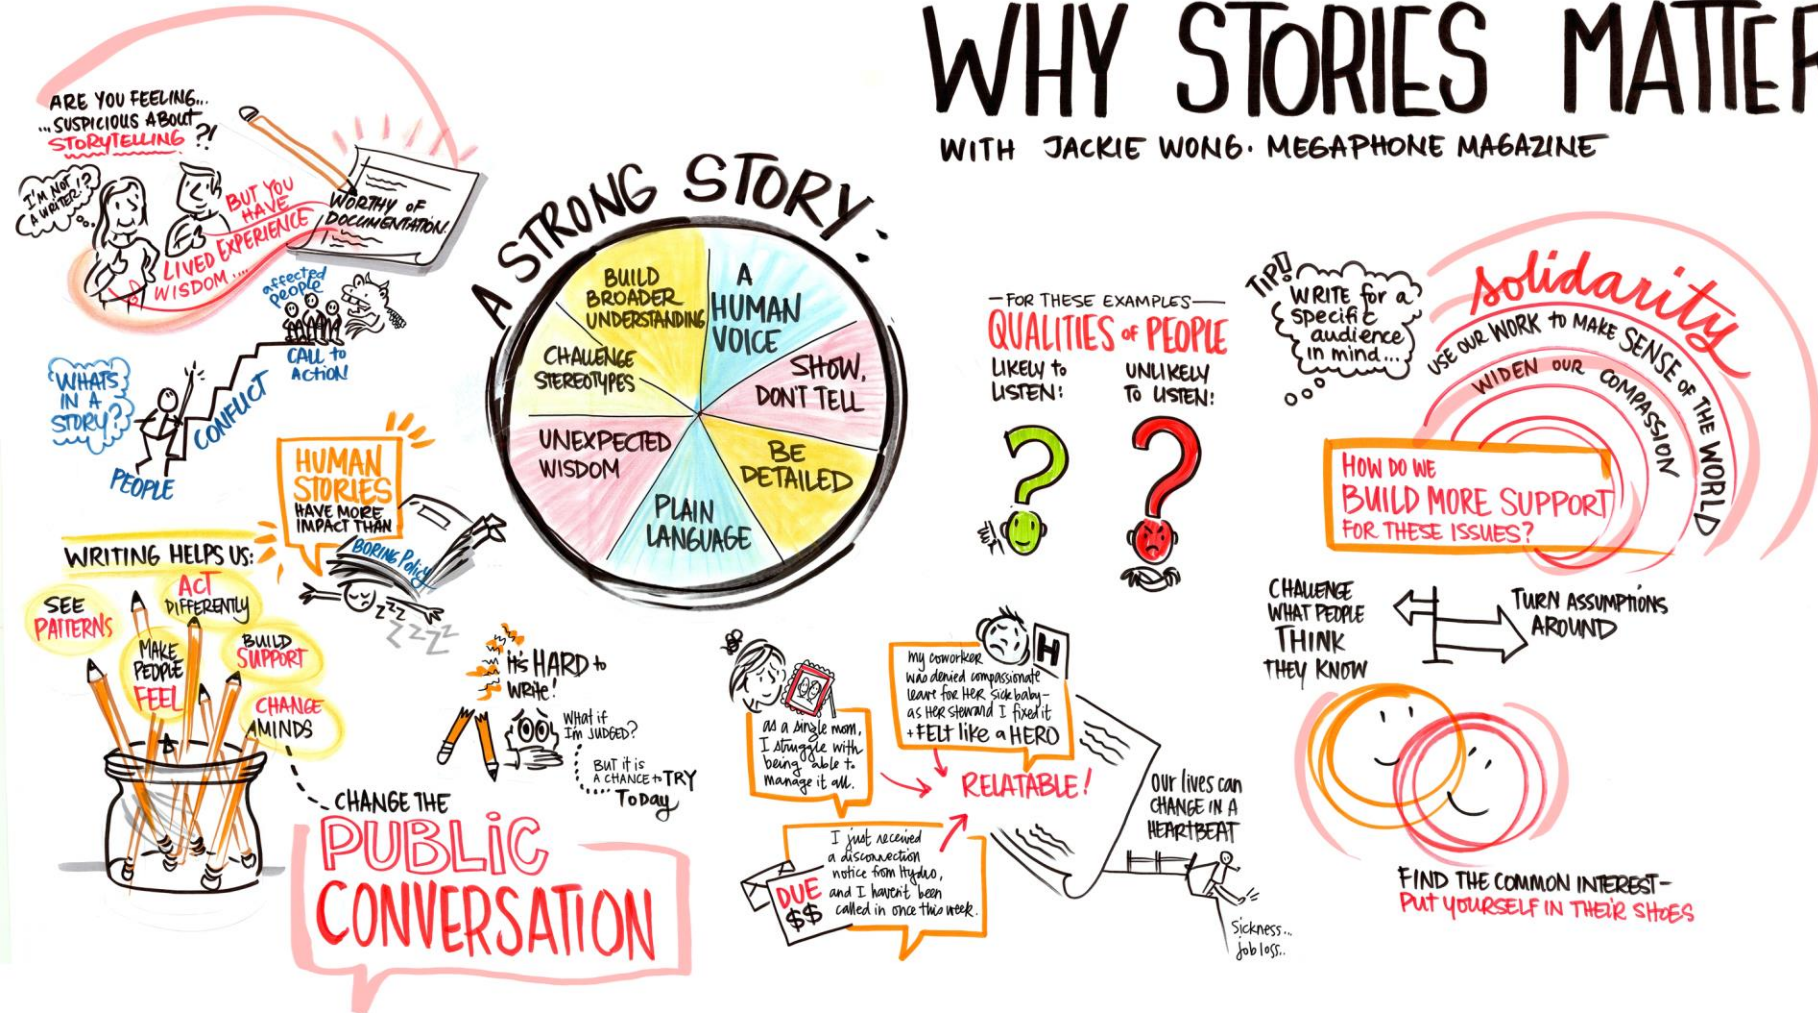 WHY STORIES MATTER
WITH JACKIE WONG. MEGAPHONE MAGAZINE
ARE YOU FEELING...
...SUSPICIOUS ABOUT
STORYTELLING ?!
I'M NOT
A WRITER!?
BUT YOU
HAVE
LIVED EXPERIENCE
WISDOM....
WORTHY OF
DOCUMENTATION.
affected
people
WHAT'S
IN A
STORY?
PEOPLE
CONFLICT
CALL to
ACTION!
HUMAN
STORIES
HAVE MORE
IMPACT THAN
BORING Policy
zzz
zzzz
WRITING HELPS US:
SEE
PATTERNS
ACT
DIFFERENTLY
MAKE
PEOPLE
FEEL
BUILD
SUPPORT
CHANGE
MINDS
CHANGE THE
PUBLIC
CONVERSATION
A STRONG STORY:
A
HUMAN
VOICE
SHOW,
DON'T TELL
BE
DETAILED
PLAIN
LANGUAGE
UNEXPECTED
WISDOM
CHALLENGE
STEREOTYPES
BUILD
BROADER
UNDERSTANDING
it's HARD to
WRite!
What if
I'm JUDGED?
BUT it is
A CHANCE to TRY
TODAY
as a single mom,
I struggle with
being able to
manage it all.
my coworker
was denied compassionate
leave for HER sick baby-
as HER steward I fixed it
+ FELT like a HERO
H
RELATABLE!
I just received
a disconnection
notice from Hydro,
and I haven't been
called in once this week.
DUE
$$
OUR lives can
CHANGE IN A
HEARTBEAT
Sickness...
job loss...
-FOR THESE EXAMPLES-
QUALITIES of PEOPLE
LIKELY to
LISTEN:
UNLIKELY
To LISTEN:
?
?
TIP!
WRITE for a
specific
audience
in mind...
solidarity
USE OUR WORK to MAKE SENSE OF THE WORLD
WIDEN OUR COMPASSION
HOW DO WE
BUILD MORE SUPPORT
FOR THESE ISSUES?
CHALLENGE
WHAT PEOPLE
THINK
THEY KNOW
TURN ASSUMPTIONS
AROUND
FIND THE COMMON INTEREST-
PUT YOURSELF IN THEIR SHOES